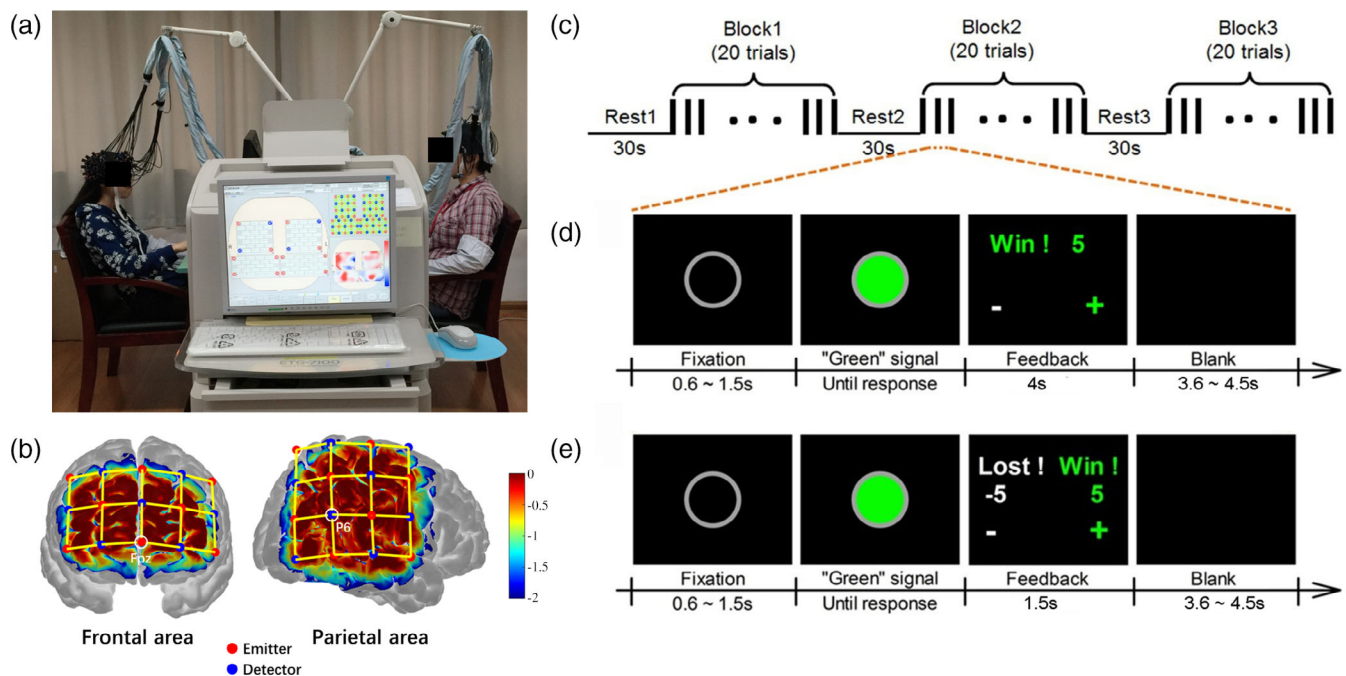 (a)
ETG-7100
(b)
Fpz
P6
0
-0.5
-1
-1.5
-2
Frontal area
Parietal area
Emitter
Detector
(c)
Block1
(20 trials)
Block2
(20 trials)
Block3
(20 trials)
Rest1
Rest2
Rest3
30s
30s
30s
(d)
Win ! 5
- +
Fixation
"Green" signal
Feedback
Blank
0.6 ~ 1.5s
Until response
4s
3.6 ~ 4.5s
(e)
Lost ! Win !
-5 5
- +
Fixation
"Green" signal
Feedback
Blank
0.6 ~ 1.5s
Until response
1.5s
3.6 ~ 4.5s